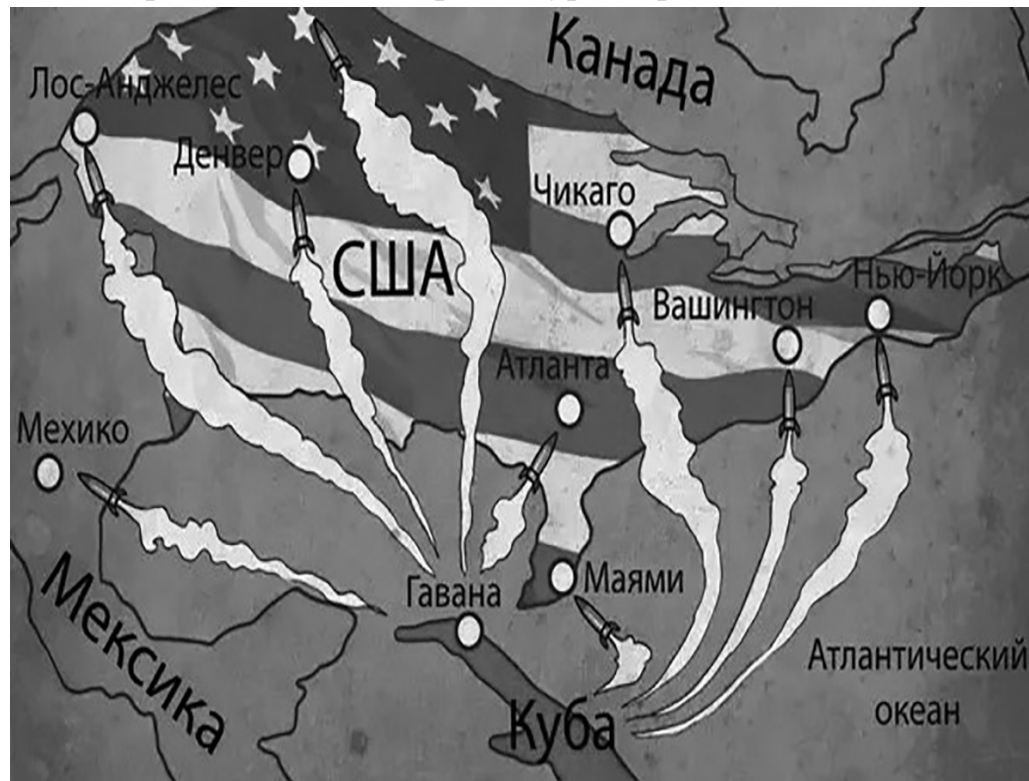 Канада
Лос-Анджелес
Денвер
Чикаго
США
Нью-Йорк
Вашингтон
Атланта
Мехико
Мексика
Гавана
Маями
Куба
Атлантический
океан